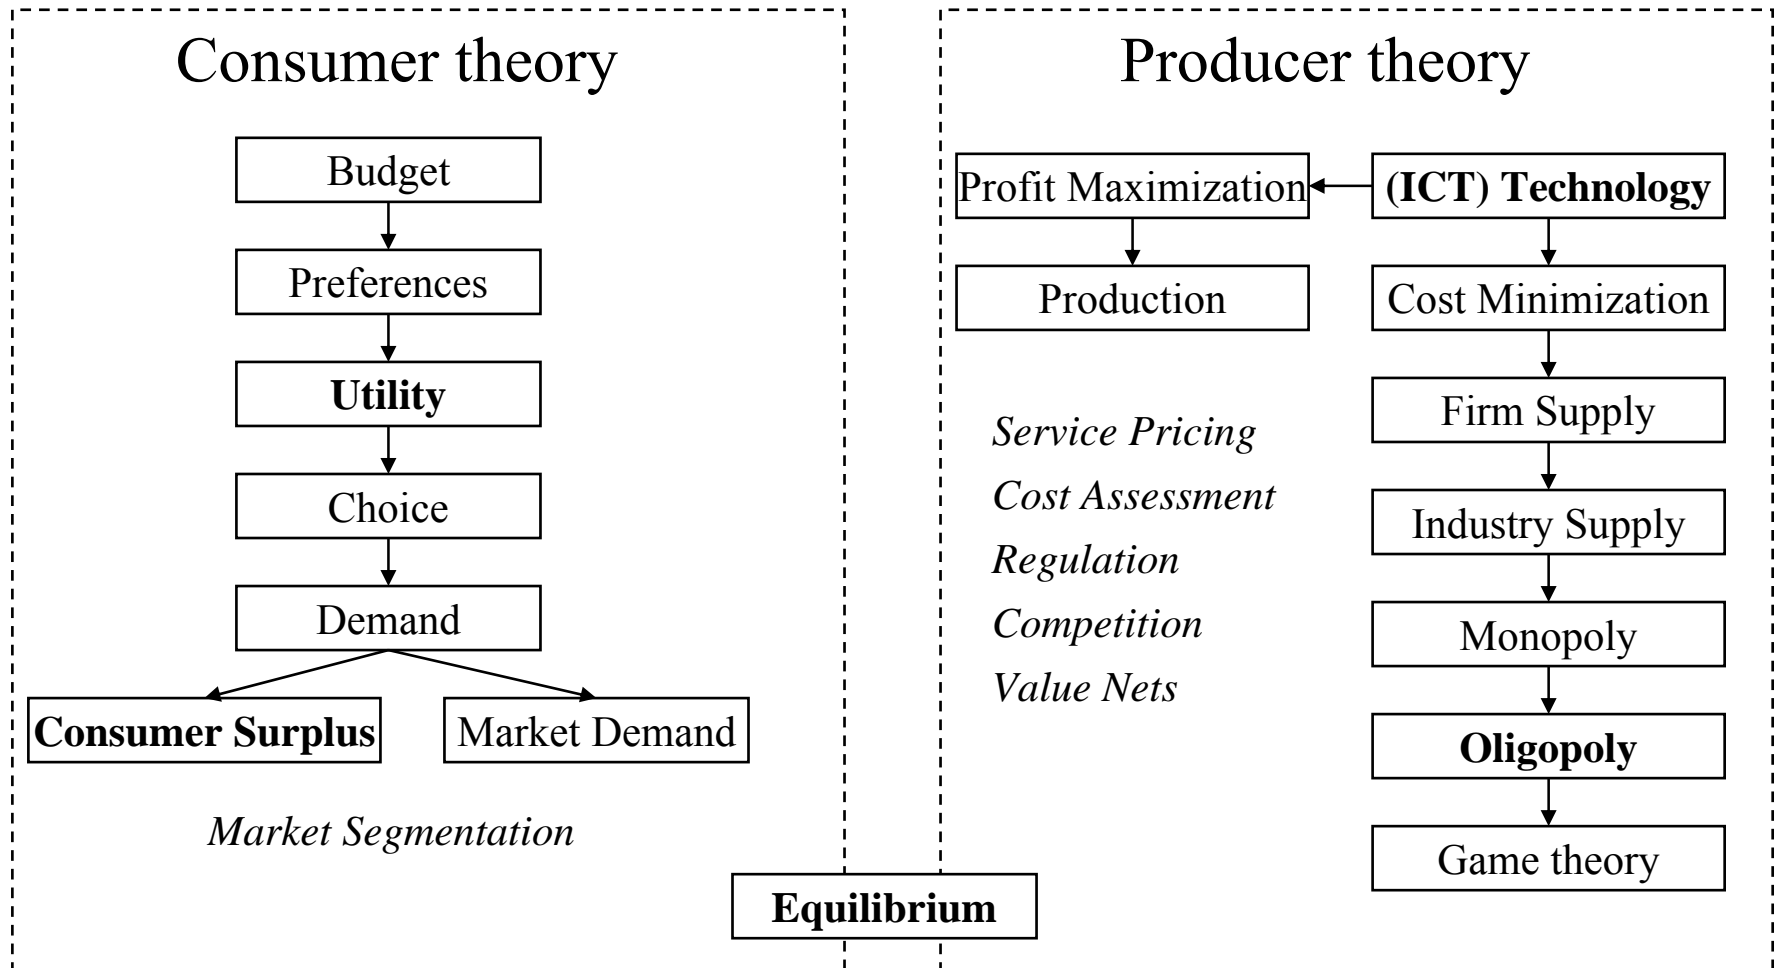 Consumer theory
Budget
Preferences
Utility
Choice
Demand
Consumer Surplus
Market Demand
Market Segmentation
Producer theory
Profit Maximization
(ICT) Technology
Production
Cost Minimization
Firm Supply
Service Pricing
Cost Assessment
Industry Supply
Regulation
Competition
Monopoly
Value Nets
Oligopoly
Game theory
Equilibrium